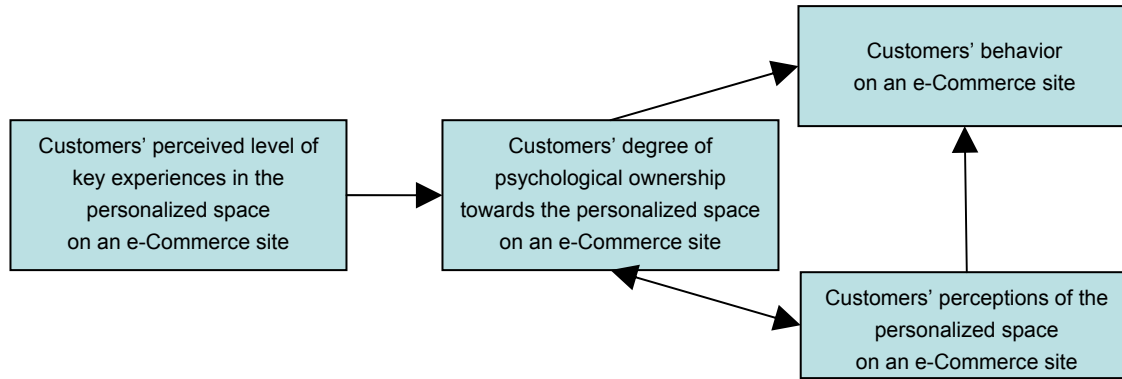 Customers’ behavior
on an e-Commerce site
Customers’ perceived level of
key experiences in the
personalized space
on an e-Commerce site
Customers’ degree of
psychological ownership
towards the personalized space
on an e-Commerce site
Customers’ perceptions of the
personalized space
on an e-Commerce site